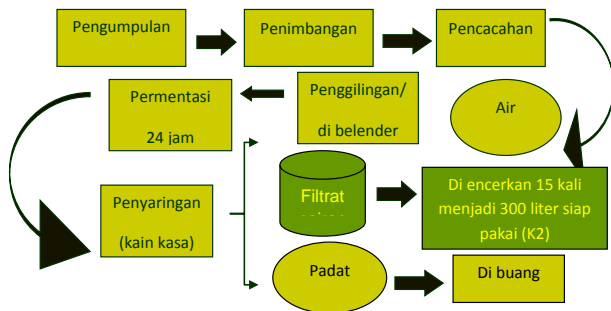 Pengumpulan
Penimbangan
Pencacahan
Permentasi
24 jam
Penggilingan/
di belender
Air
Penyaringan
(kain kasa)
Filtrat
Di encerkan 15 kali
menjadi 300 liter siap
pakai (K2)
Padat
Di buang